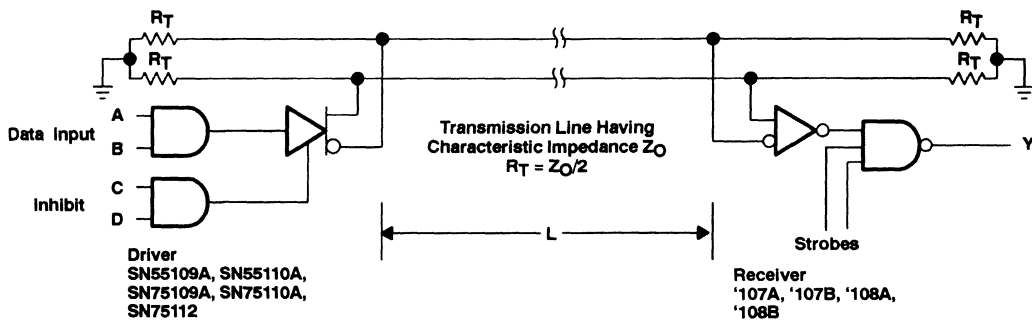 RT
RT
RT
RT
A
Data Input
B
C
Inhibit
D
Transmission Line Having
Characteristic Impedance ZO
RT = ZO/2
L
Y
Strobes
Driver
SN55109A, SN55110A,
SN75109A, SN75110A,
SN75112
Receiver
'107A, '107B, '108A,
'108B